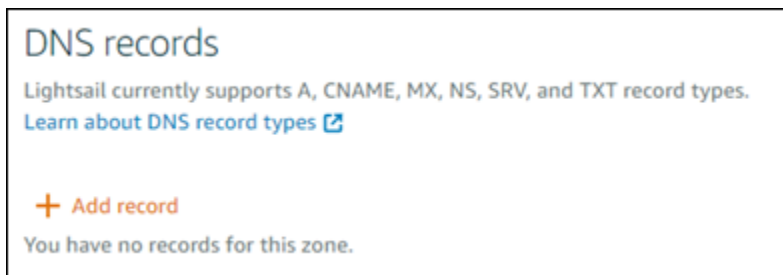 DNS records
Lightsail currently supports A, CNAME, MX, NS, SRV, and TXT record types.
Learn about DNS record types
+ Add record
You have no records for this zone.